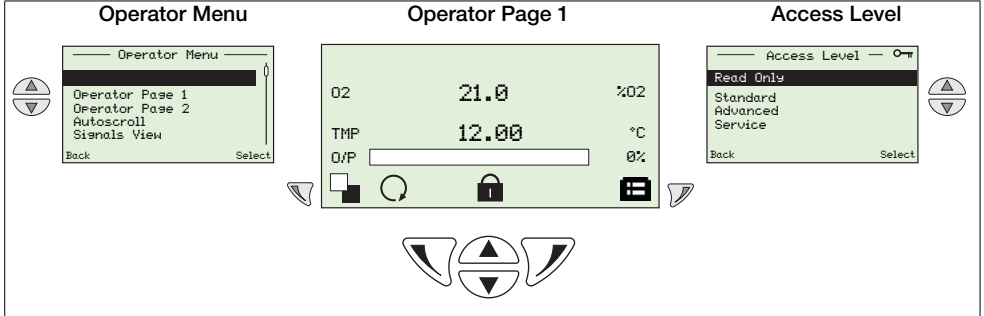 Operator Menu
Operator Page 1
Access Level
Operator Menu
Operator Page 1
Operator Page 2
Autoscroll
Signals View
Back Select
O2 21.0 %O2
TMP 12.00 °C
O/P 0%
Access Level
Read Only
Standard
Advanced
Service
Back Select